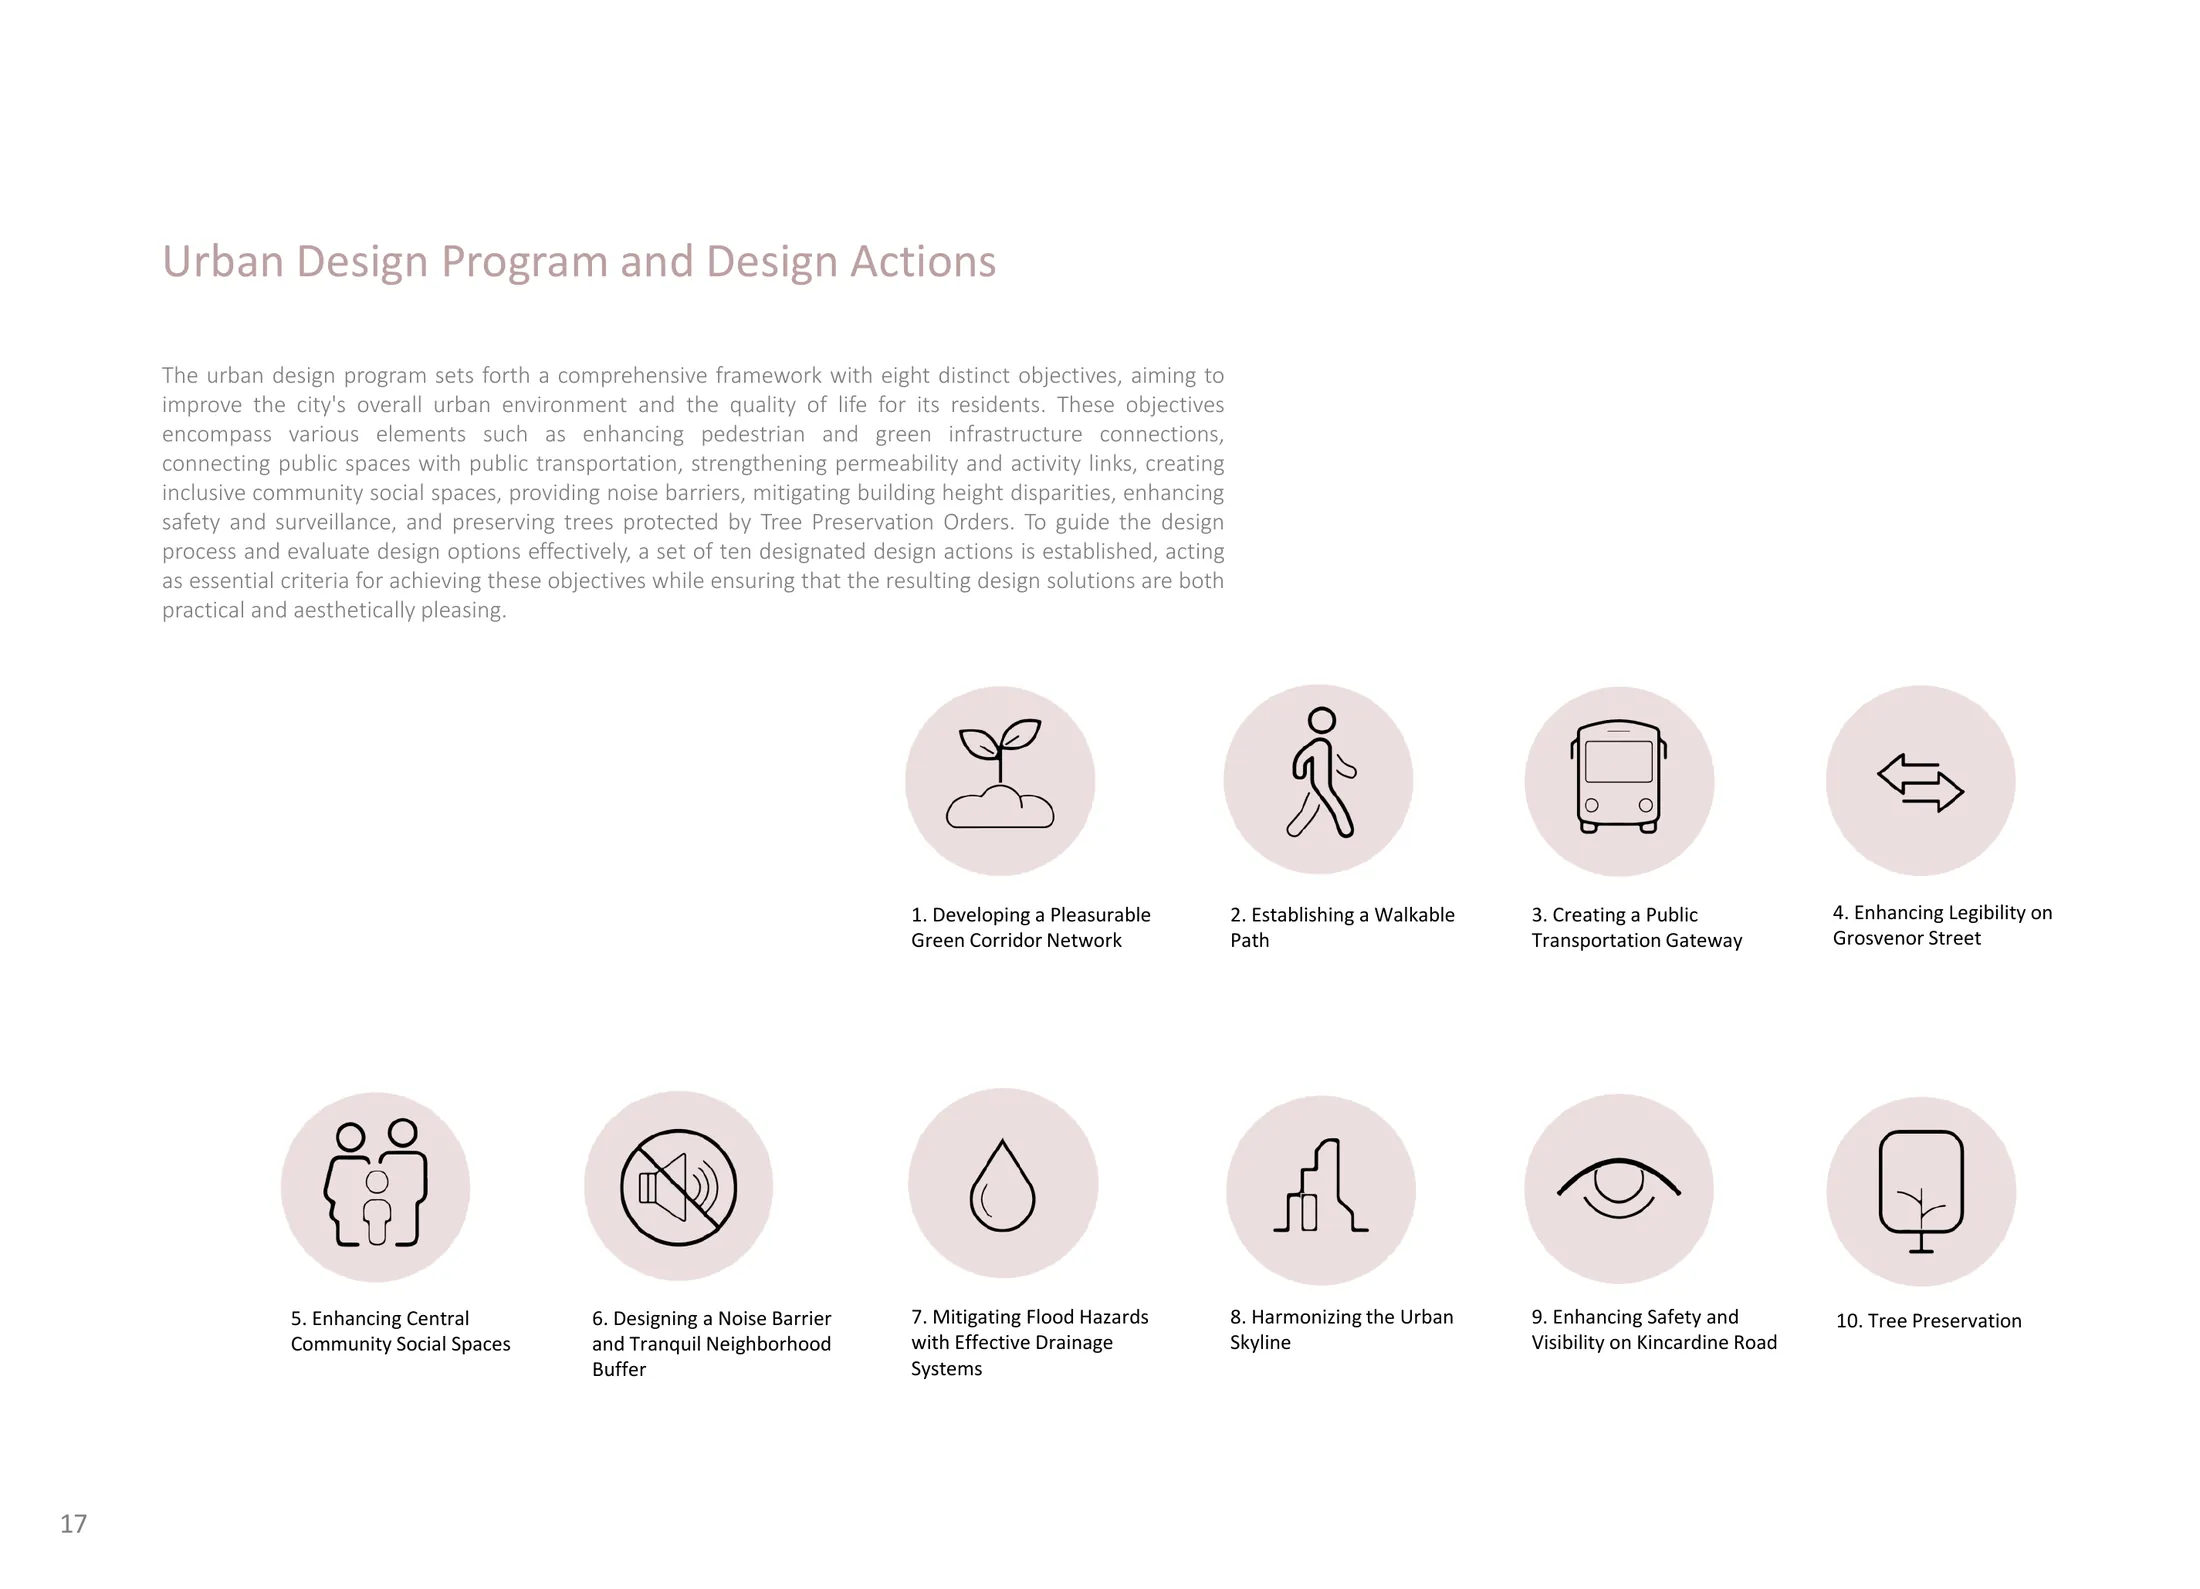 Urban Design Program and Design Actions
The urban design program sets forth a comprehensive framework with eight distinct objectives, aiming to
improve the city's overall urban environment and the quality of life for its residents. These objectives
encompass various elements such as enhancing pedestrian and green infrastructure connections,
connecting public spaces with public transportation, strengthening permeability and activity links, creating
inclusive community social spaces, providing noise barriers, mitigating building height disparities, enhancing
safety and surveillance, and preserving trees protected by Tree Preservation Orders. To guide the design
process and evaluate design options effectively, a set of ten designated design actions is established, acting
as essential criteria for achieving these objectives while ensuring that the resulting design solutions are both
practical and aesthetically pleasing.
1. Developing a Pleasurable
Green Corridor Network
2. Establishing a Walkable
Path
3. Creating a Public
Transportation Gateway
4. Enhancing Legibility on
Grosvenor Street
5. Enhancing Central
Community Social Spaces
6. Designing a Noise Barrier
and Tranquil Neighborhood
Buffer
7. Mitigating Flood Hazards
with Effective Drainage
Systems
8. Harmonizing the Urban
Skyline
9. Enhancing Safety and
Visibility on Kincardine Road
10. Tree Preservation
17